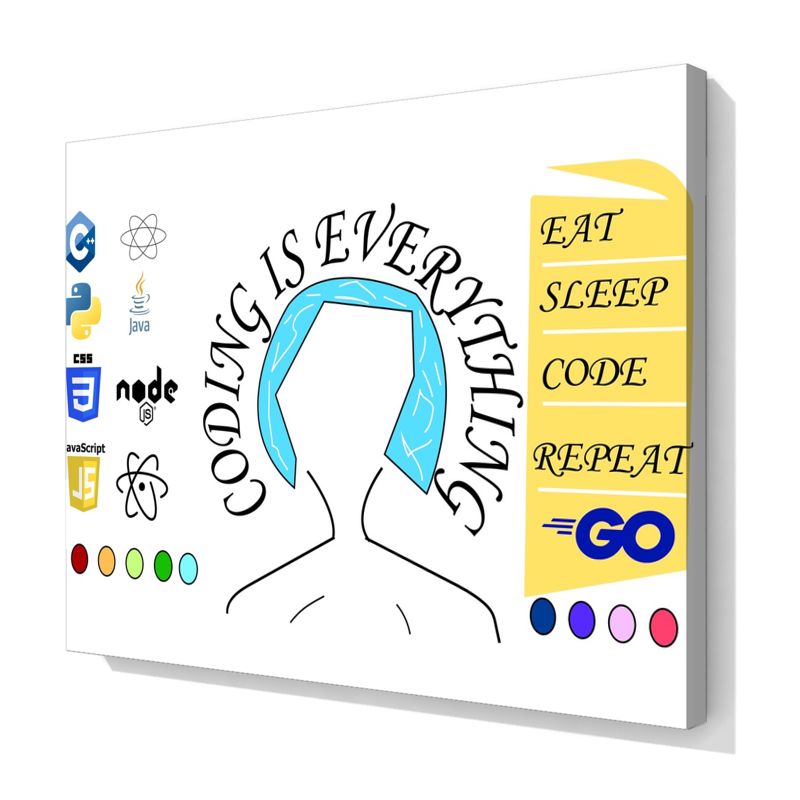 CODING IS EVERYTHING
C++
Java
CSS
3
node
JS
avaScript
JS
EAT
SLEEP
CODE
REPEAT
GO